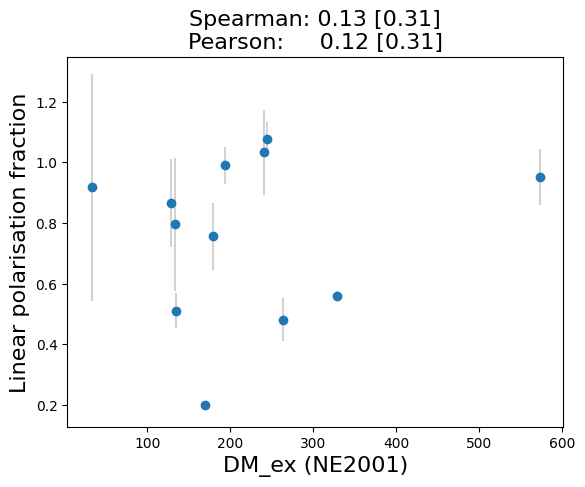 Spearman: 0.13 [0.31]
Pearson: 0.12 [0.31]
Linear polarisation fraction
1.2
1.0
0.8
0.6
0.4
0.2
100 200 300 400 500 600
DM_ex (NE2001)